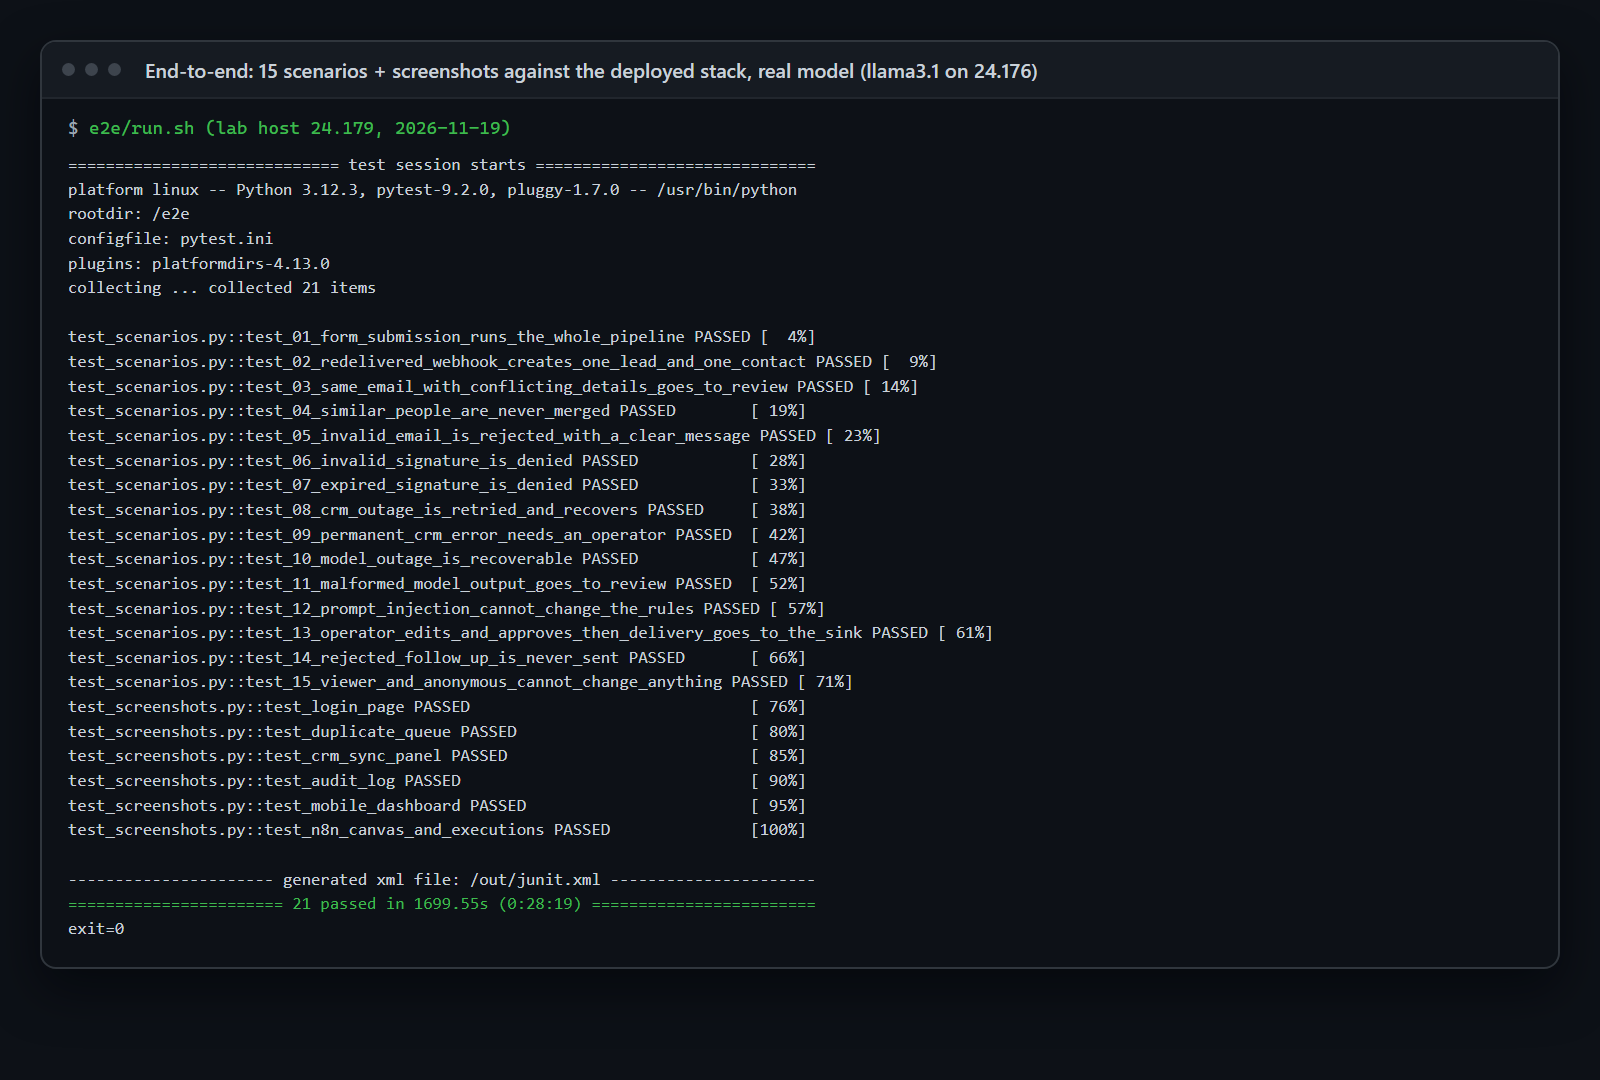 End-to-end: 15 scenarios + screenshots against the deployed stack, real model (llama3.1 on 24.176)
$ e2e/run.sh (lab host 24.179, 2026-11-19)
============================= test session starts ==============================
platform linux -- Python 3.12.3, pytest-9.2.0, pluggy-1.7.0 -- /usr/bin/python
rootdir: /e2e
configfile: pytest.ini
plugins: platformdirs-4.13.0
collecting ... collected 21 items
test_scenarios.py::test_01_form_submission_runs_the_whole_pipeline PASSED [  4%]
test_scenarios.py::test_02_redelivered_webhook_creates_one_lead_and_one_contact PASSED [  9%]
test_scenarios.py::test_03_same_email_with_conflicting_details_goes_to_review PASSED [ 14%]
test_scenarios.py::test_04_similar_people_are_never_merged PASSED        [ 19%]
test_scenarios.py::test_05_invalid_email_is_rejected_with_a_clear_message PASSED [ 23%]
test_scenarios.py::test_06_invalid_signature_is_denied PASSED            [ 28%]
test_scenarios.py::test_07_expired_signature_is_denied PASSED            [ 33%]
test_scenarios.py::test_08_crm_outage_is_retried_and_recovers PASSED     [ 38%]
test_scenarios.py::test_09_permanent_crm_error_needs_an_operator PASSED  [ 42%]
test_scenarios.py::test_10_model_outage_is_recoverable PASSED            [ 47%]
test_scenarios.py::test_11_malformed_model_output_goes_to_review PASSED  [ 52%]
test_scenarios.py::test_12_prompt_injection_cannot_change_the_rules PASSED [ 57%]
test_scenarios.py::test_13_operator_edits_and_approves_then_delivery_goes_to_the_sink PASSED [ 61%]
test_scenarios.py::test_14_rejected_follow_up_is_never_sent PASSED       [ 66%]
test_scenarios.py::test_15_viewer_and_anonymous_cannot_change_anything PASSED [ 71%]
test_screenshots.py::test_login_page PASSED                              [ 76%]
test_screenshots.py::test_duplicate_queue PASSED                         [ 80%]
test_screenshots.py::test_crm_sync_panel PASSED                          [ 85%]
test_screenshots.py::test_audit_log PASSED                               [ 90%]
test_screenshots.py::test_mobile_dashboard PASSED                        [ 95%]
test_screenshots.py::test_n8n_canvas_and_executions PASSED               [100%]
---------------------- generated xml file: /out/junit.xml ----------------------
======================= 21 passed in 1699.55s (0:28:19) ========================
exit=0